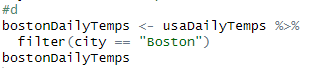 #d
bostonDailyTemps <- usaDailyTemps %>%
  filter(city == "Boston")
bostonDailyTemps